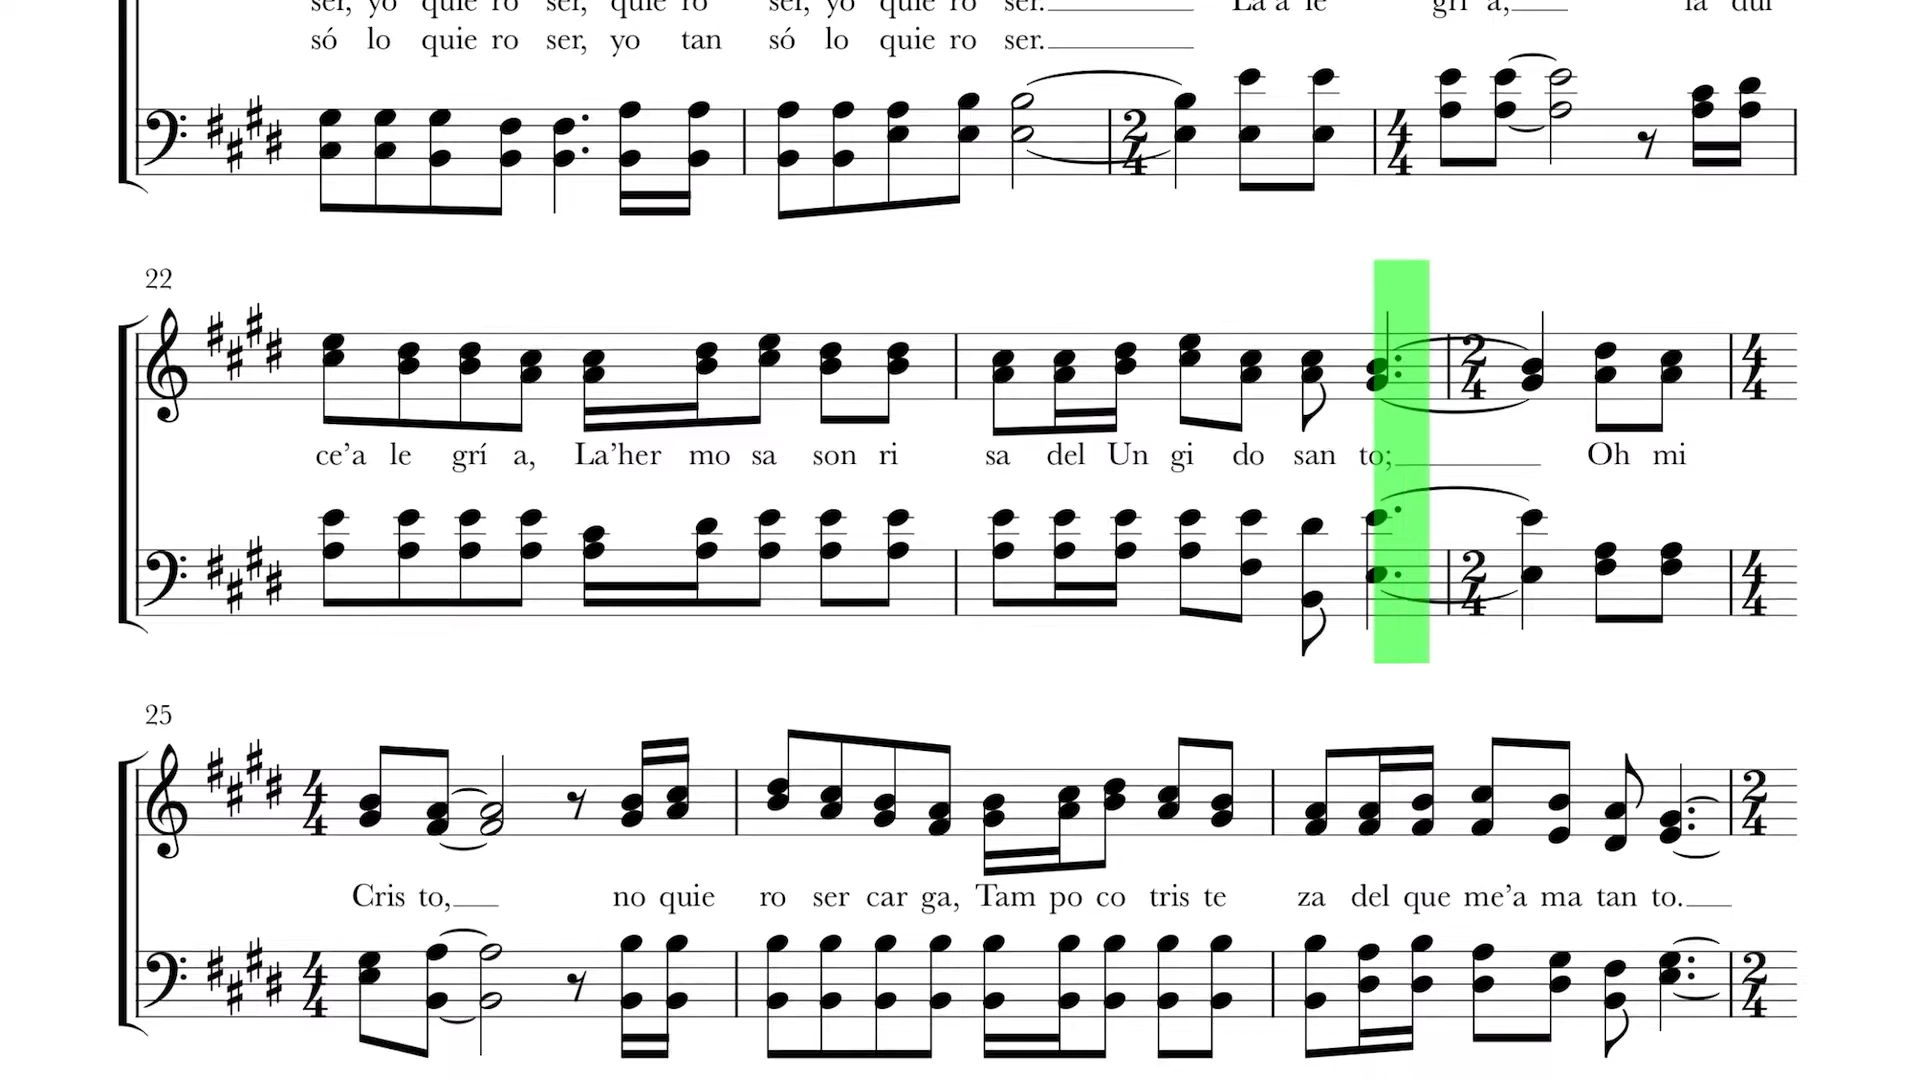 ser, yo quie ro ser, quie ro ser, yo quie ro ser. La'a le grí a, la dul
só lo quie ro ser, yo tan só lo quie ro ser.
22
ce'a le grí a, La'her mo sa son ri sa del Un gi do san to; Oh mi
25
Cris to, no quie ro ser car ga, Tam po co tris te za del que me'a ma tan to.